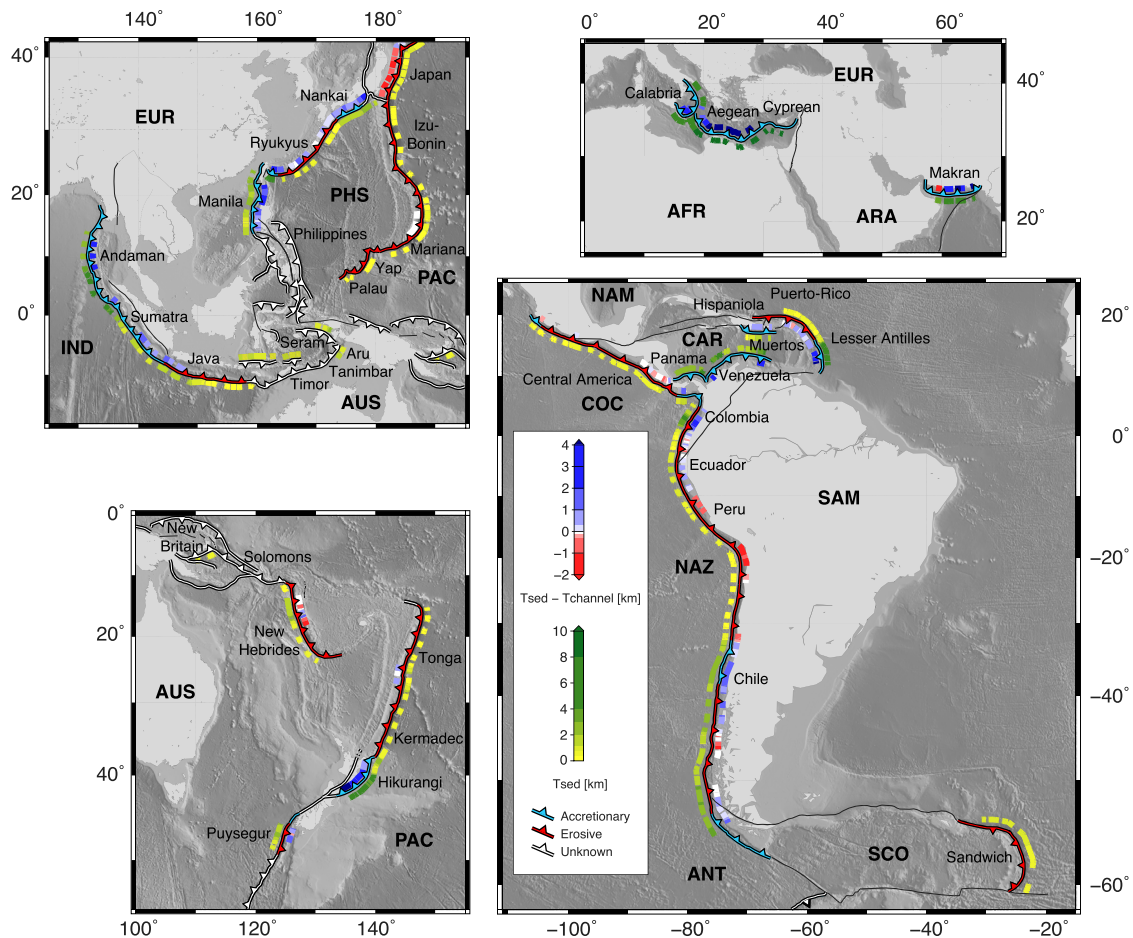 140°
160°
180°
40°
20°
0°
Japan
Nankai
EUR
Izu-
Bonin
Ryukyus
Manila
PHS
Philippines
Mariana
Andaman
Yap
PAC
Palau
Sumatra
IND
Seram
Java
Aru
Tanimbar
Timor
AUS
0°
20°
40°
60°
EUR
40°
Calabria
Aegean
Cyprean
Makran
AFR
ARA
20°
NAM
Puerto-Rico
Hispaniola
20°
CAR
Lesser Antilles
Muertos
Panama
Central America
Venezuela
COC
Colombia
0°
Ecuador
SAM
Peru
NAZ
−20°
Chile
−40°
Sandwich
SCO
ANT
−60°
−100°
−80°
−60°
−40°
−20°
4
3
2
1
0
−1
−2
Tsed − Tchannel [km]
10
8
6
4
2
0
Tsed [km]
Accretionary
Erosive
Unknown
0°
New
Britain
Solomons
20°
New
Hebrides
Tonga
AUS
Kermadec
40°
Hikurangi
Puysegur
PAC
100°
120°
140°